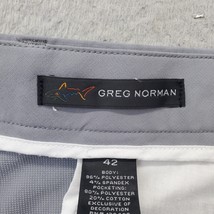 GREG NORMAN
42
BODY:
96% POLYESTER
4% SPANDEX
POCKETING:
80% POLYESTER
20% COTTON
EXCLUSIVE OF
DECORATION